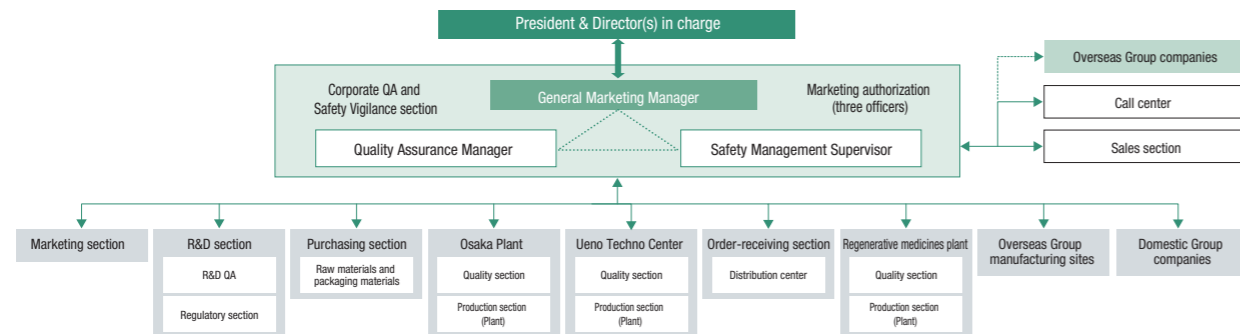 President & Director(s) in charge
Corporate QA and
Safety Vigilance section
General Marketing Manager
Marketing authorization
(three officers)
Quality Assurance Manager
Safety Management Supervisor
Overseas Group companies
Call center
Sales section
Marketing section
R&D section
R&D QA
Regulatory section
Purchasing section
Raw materials and
packaging materials
Osaka Plant
Quality section
Production section
(Plant)
Ueno Techno Center
Quality section
Production section
(Plant)
Order-receiving section
Distribution center
Regenerative medicines plant
Quality section
Production section
(Plant)
Overseas Group
manufacturing sites
Domestic Group
companies